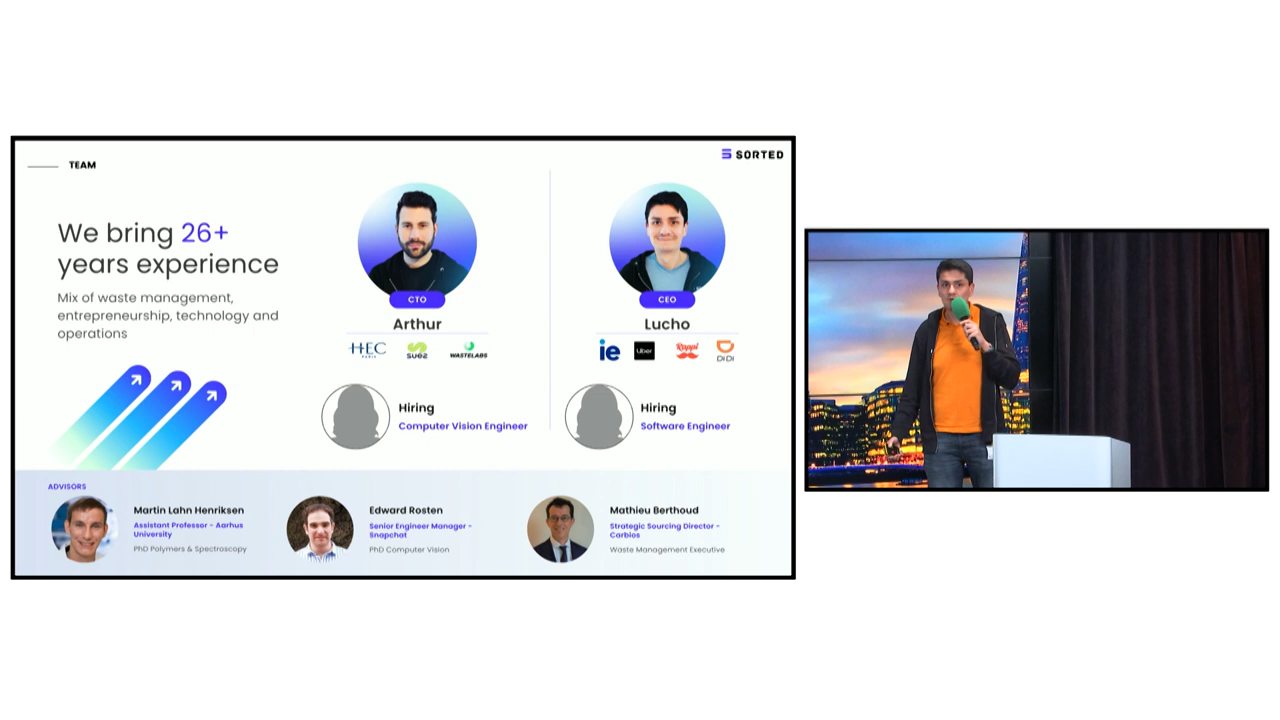 TEAM
SORTED
We bring 26+
years experience
Mix of waste management,
entrepreneurship, technology and
operations
CTO
Arthur
HEC
PARIS
suez
WASTELABS
CEO
Lucho
ie
Uber
Rappi
DiDi
Hiring
Computer Vision Engineer
Hiring
Software Engineer
ADVISORS
Martin Lahn Henriksen
Assistant Professor - Aarhus
University
PhD Polymers & Spectroscopy
Edward Rosten
Senior Engineer Manager -
Snapchat
PhD Computer Vision
Mathieu Berthoud
Strategic Sourcing Director -
Carbios
Waste Management Executive